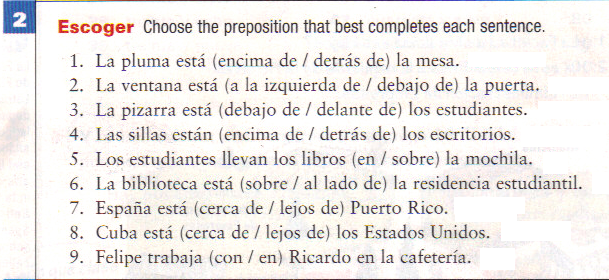 2 Escoger Choose the preposition that best completes each sentence.
1. La pluma está (encima de / detrás de) la mesa.
2. La ventana está (a la izquierda de / debajo de) la puerta.
3. La pizarra está (debajo de / delante de) los estudiantes.
4. Las sillas están (encima de / detrás de) los escritorios.
5. Los estudiantes llevan los libros (en / sobre) la mochila.
6. La biblioteca está (sobre / al lado de) la residencia estudiantil.
7. España está (cerca de / lejos de) Puerto Rico.
8. Cuba está (cerca de / lejos de) los Estados Unidos.
9. Felipe trabaja (con / en) Ricardo en la cafetería.